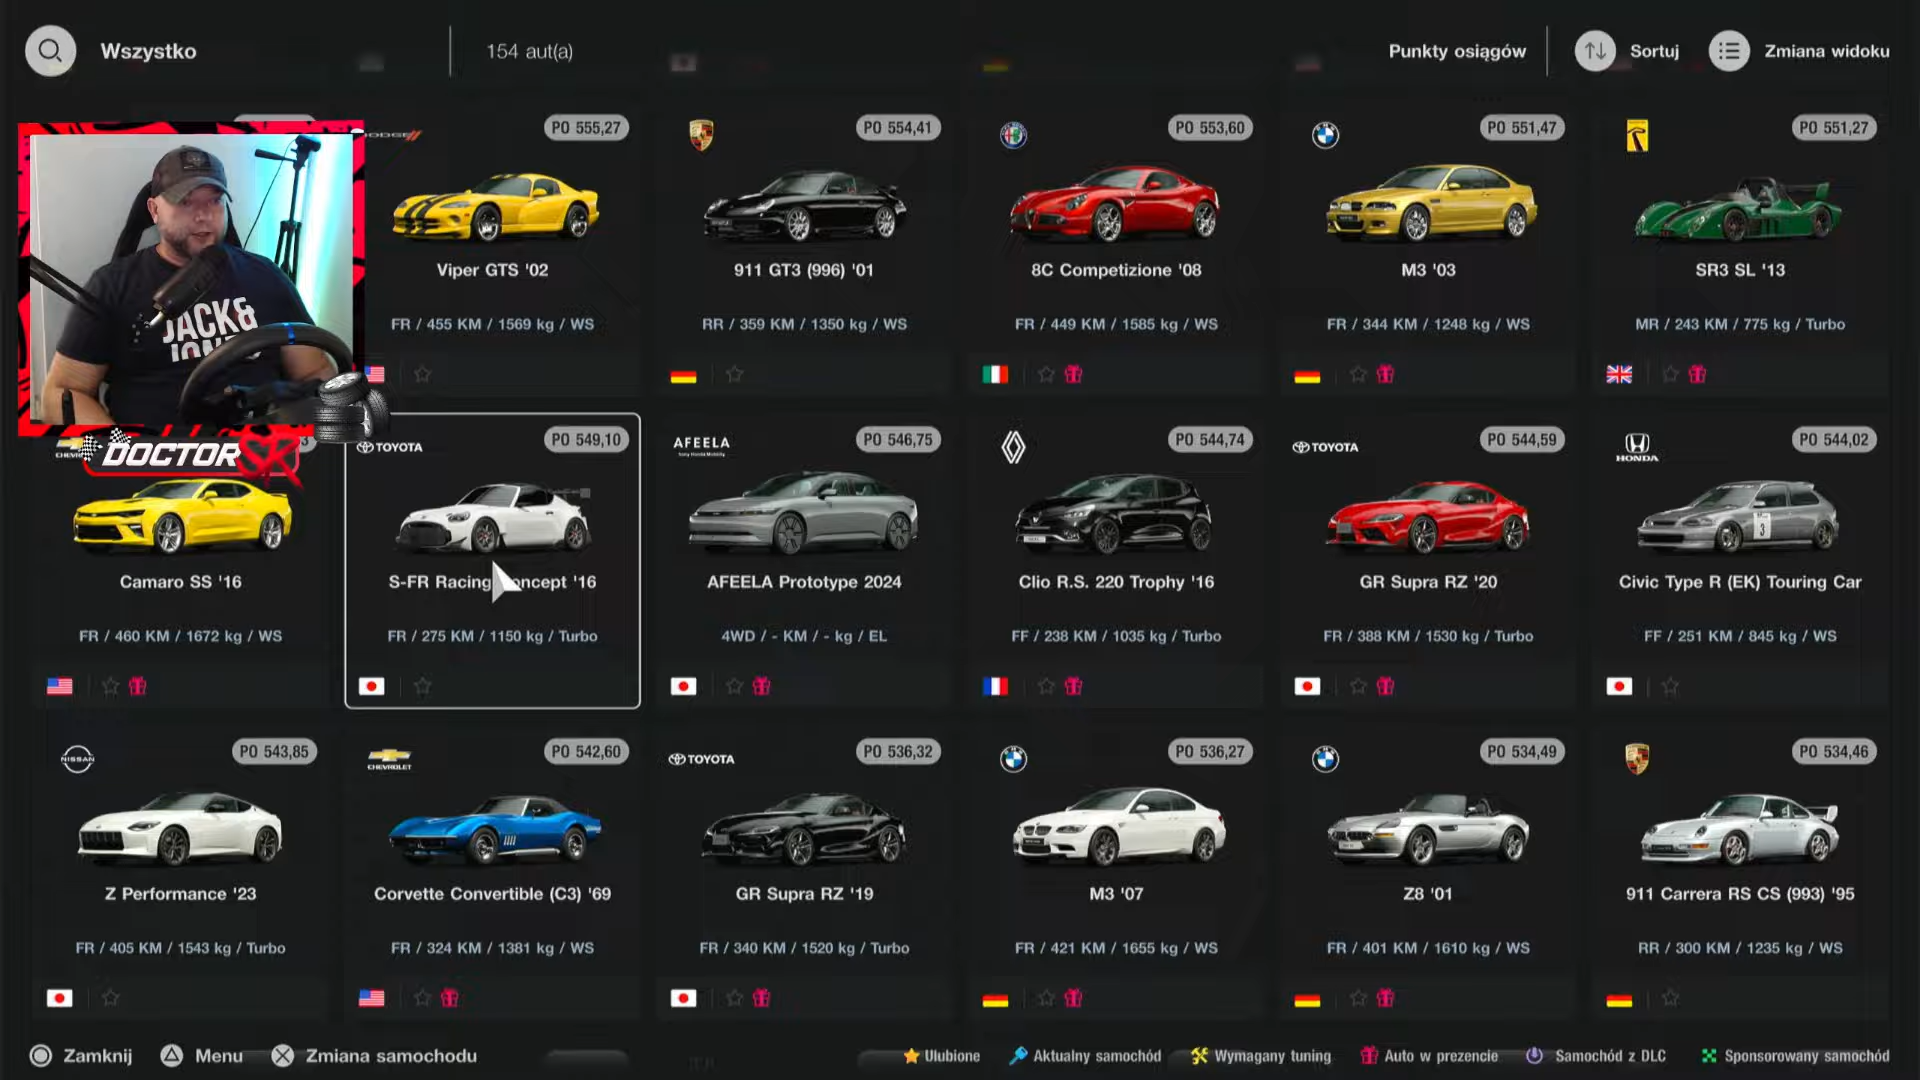 Wszystko
154 aut(a)
Punkty osiągów
Sortuj
Zmiana widoku
PO 555,27
Viper GTS '02
FR / 455 KM / 1569 kg / WS
PO 554,41
911 GT3 (996) '01
RR / 359 KM / 1350 kg / WS
PO 553,60
8C Competizione '08
FR / 449 KM / 1585 kg / WS
PO 551,47
M3 '03
FR / 344 KM / 1248 kg / WS
PO 551,27
SR3 SL '13
MR / 243 KM / 775 kg / Turbo
JACK&
JONES
DOCTORSR
Camaro SS '16
FR / 460 KM / 1672 kg / WS
TOYOTA
PO 549,10
S-FR Racing Concept '16
FR / 275 KM / 1150 kg / Turbo
AFEELA
PO 546,75
AFEELA Prototype 2024
4WD / - KM / - kg / EL
PO 544,74
Clio R.S. 220 Trophy '16
FF / 238 KM / 1035 kg / Turbo
TOYOTA
PO 544,59
GR Supra RZ '20
FR / 388 KM / 1530 kg / Turbo
HONDA
PO 544,02
Civic Type R (EK) Touring Car
FF / 251 KM / 845 kg / WS
NISSAN
PO 543,85
Z Performance '23
FR / 405 KM / 1543 kg / Turbo
CHEVROLET
PO 542,60
Corvette Convertible (C3) '69
FR / 324 KM / 1381 kg / WS
TOYOTA
PO 536,32
GR Supra RZ '19
FR / 340 KM / 1520 kg / Turbo
PO 536,27
M3 '07
FR / 421 KM / 1655 kg / WS
PO 534,49
Z8 '01
FR / 401 KM / 1610 kg / WS
PO 534,46
911 Carrera RS CS (993) '95
RR / 300 KM / 1235 kg / WS
Zamknij
Menu
Zmiana samochodu
Ulubione
Aktualny samochód
Wymagany tuning
Auto w prezencie
Samochód z DLC
Sponsorowany samochód